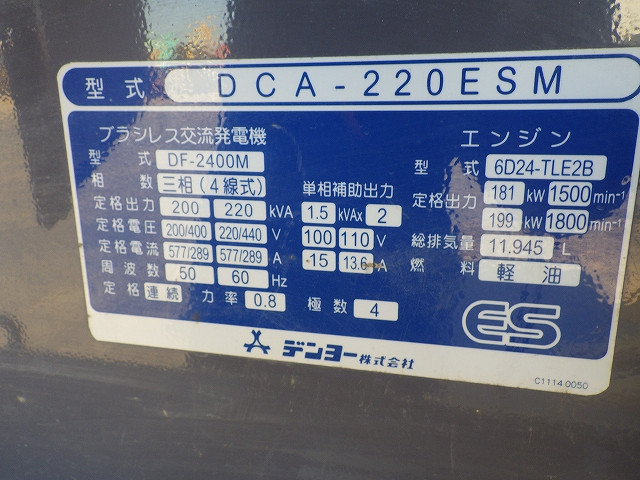 型式 DCA-220ESM
ブラシレス交流発電機
型式 DF-2400M
相数 三相(4線式)
定格出力 200 220 kVA
定格電圧 200/400 220/440 V
定格電流 577/289 577/289 A
周波数 50 60 Hz
定格 連続 力率 0.8 極数 4
単相補助出力
1.5 kVAx 2
100 110 V
15 13.6 A
エンジン
型式 6D24-TLE2B
定格出力 181 kW 1500 min⁻¹
199 kW 1800 min⁻¹
総排気量 11.945 L
燃料 軽油
ES
デンヨー株式会社
C1114 0050